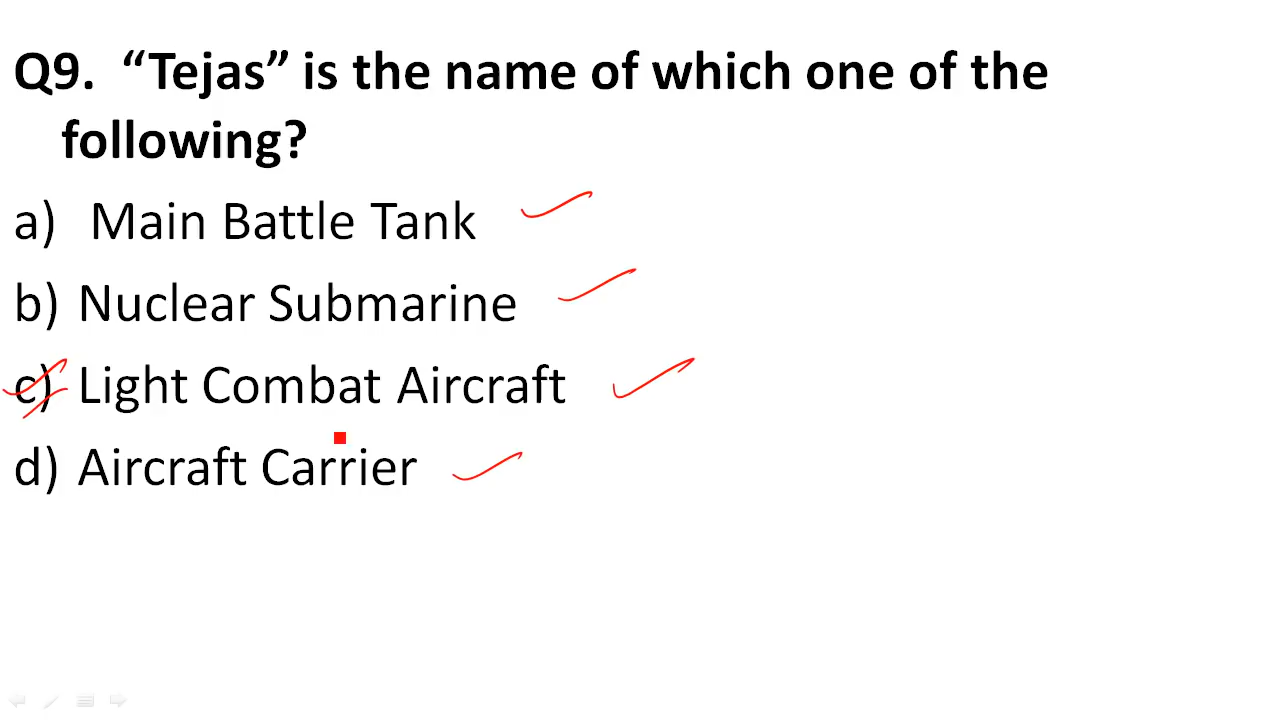 Q9. “Tejas” is the name of which one of the
following?
a) Main Battle Tank
b) Nuclear Submarine
c) Light Combat Aircraft
d) Aircraft Carrier